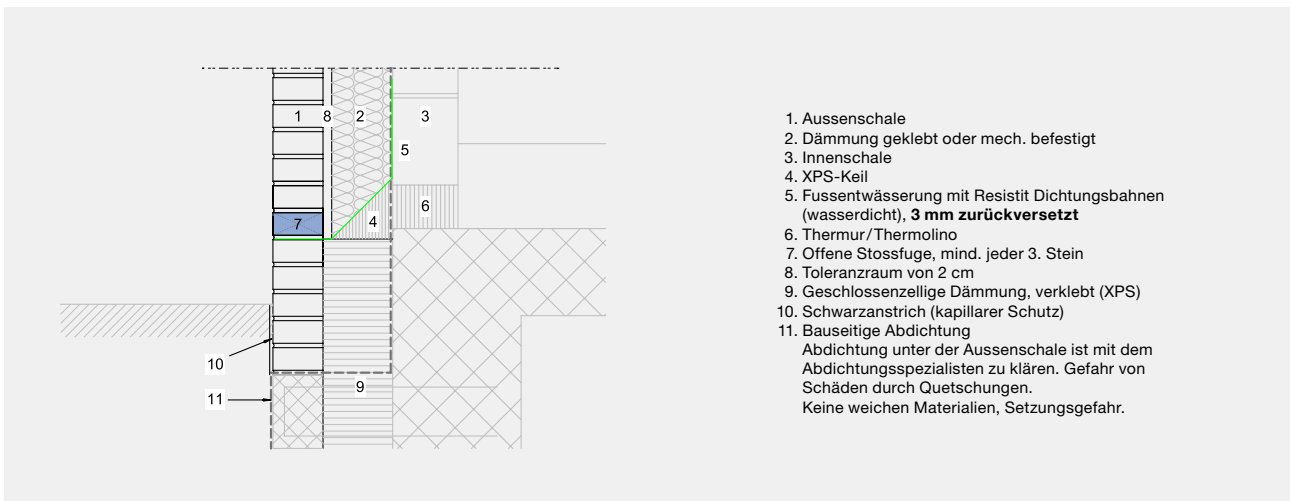 1
8
2
3
5
7
4
6
10
9
11
1. Aussenschale
2. Dämmung geklebt oder mech. befestigt
3. Innenschale
4. XPS-Keil
5. Fussentwässerung mit Resistit Dichtungsbahnen
(wasserdicht), 3 mm zurückversetzt
6. Thermur/Thermolino
7. Offene Stossfuge, mind. jeder 3. Stein
8. Toleranzraum von 2 cm
9. Geschlossenzellige Dämmung, verklebt (XPS)
10. Schwarzanstrich (kapillarer Schutz)
11. Bauseitige Abdichtung
Abdichtung unter der Aussenschale ist mit dem
Abdichtungsspezialisten zu klären. Gefahr von
Schäden durch Quetschungen.
Keine weichen Materialien, Setzungsgefahr.